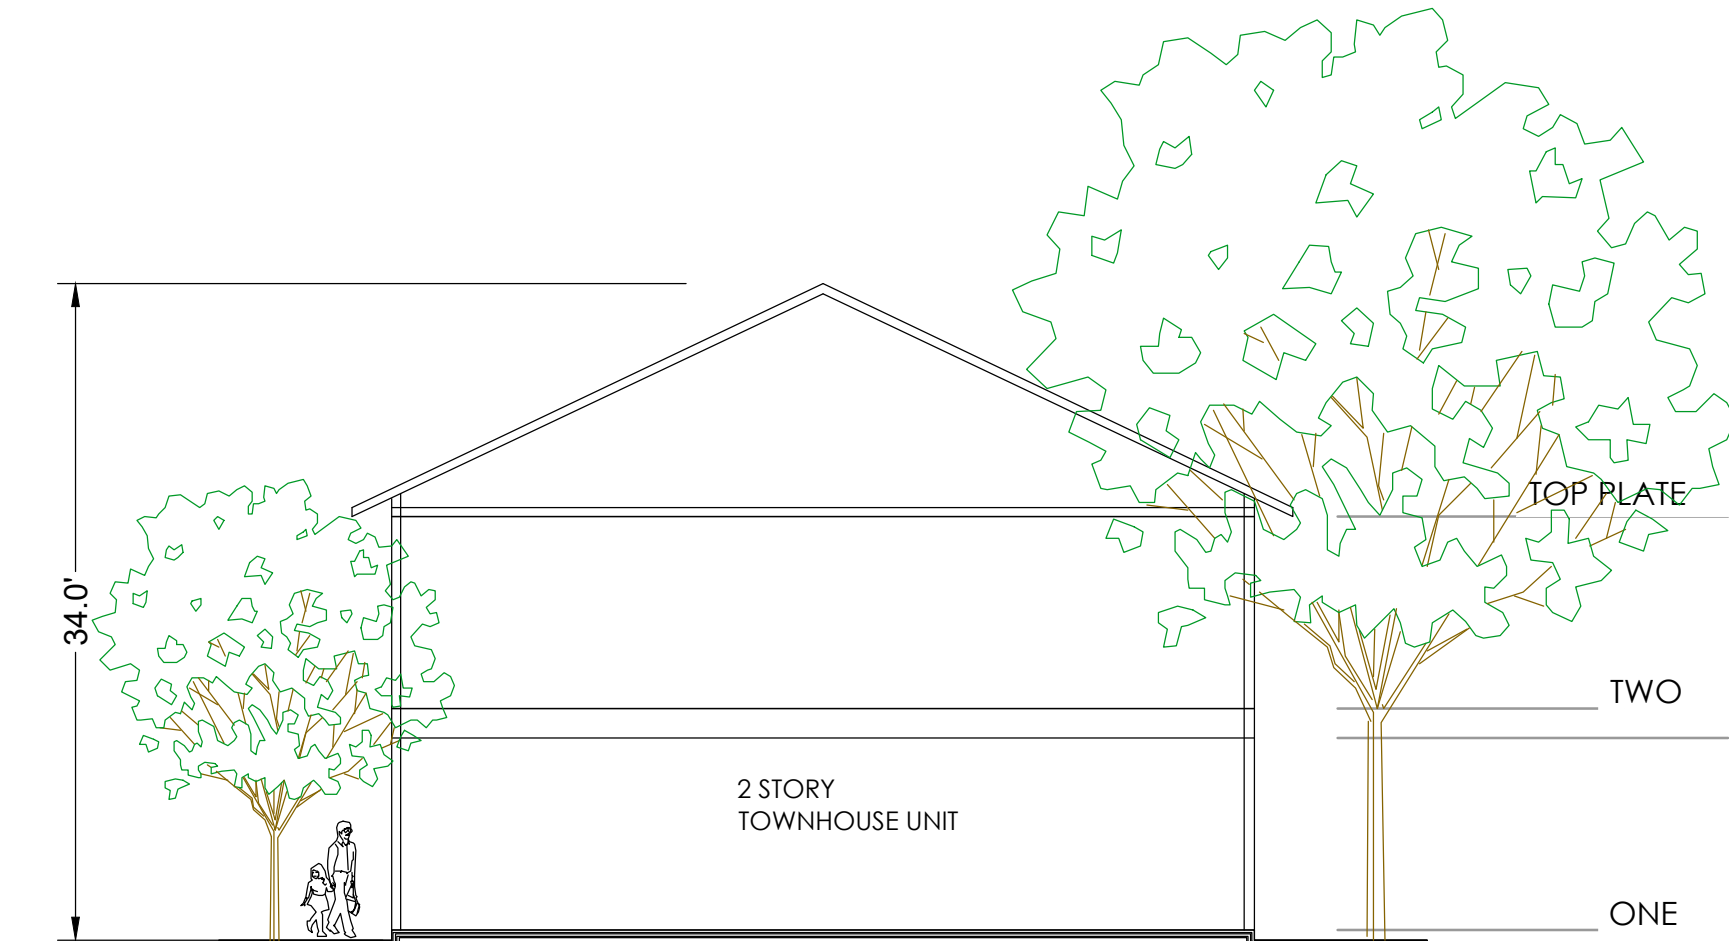 TOP PLATE
34.0'
TWO
2 STORY
TOWNHOUSE UNIT
ONE